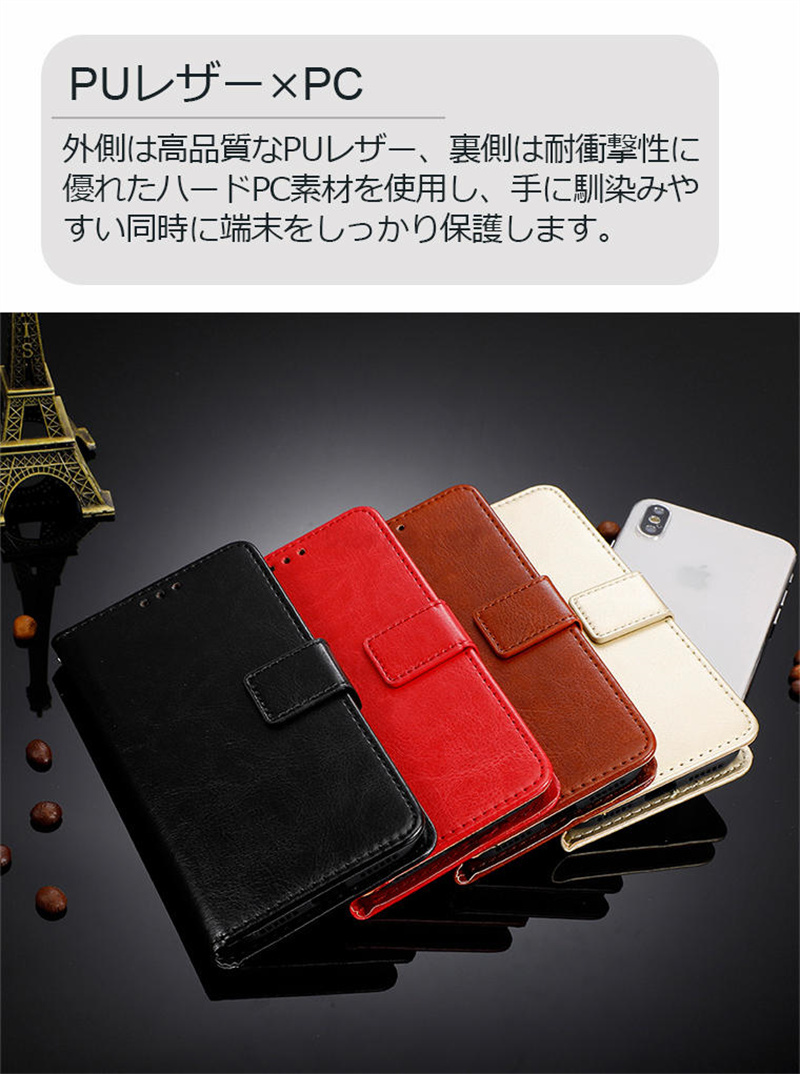 PUレザー×PC
外側は高品質なPUレザー、裏側は耐衝撃性に
優れたハードPC素材を使用し、手に馴染みや
すい同時に端末をしっかり保護します。
IS